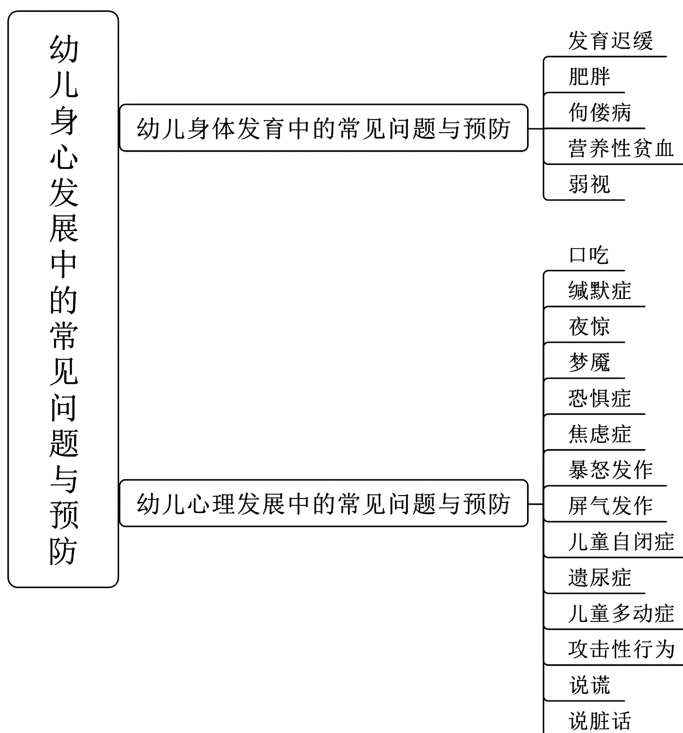 幼儿身心发展中的常见问题与预防
幼儿身体发育中的常见问题与预防
发育迟缓
肥胖
佝偻病
营养性贫血
弱视
幼儿心理发展中的常见问题与预防
口吃
缄默症
夜惊
梦魇
恐惧症
焦虑症
暴怒发作
屏气发作
儿童自闭症
遗尿症
儿童多动症
攻击性行为
说谎
说脏话